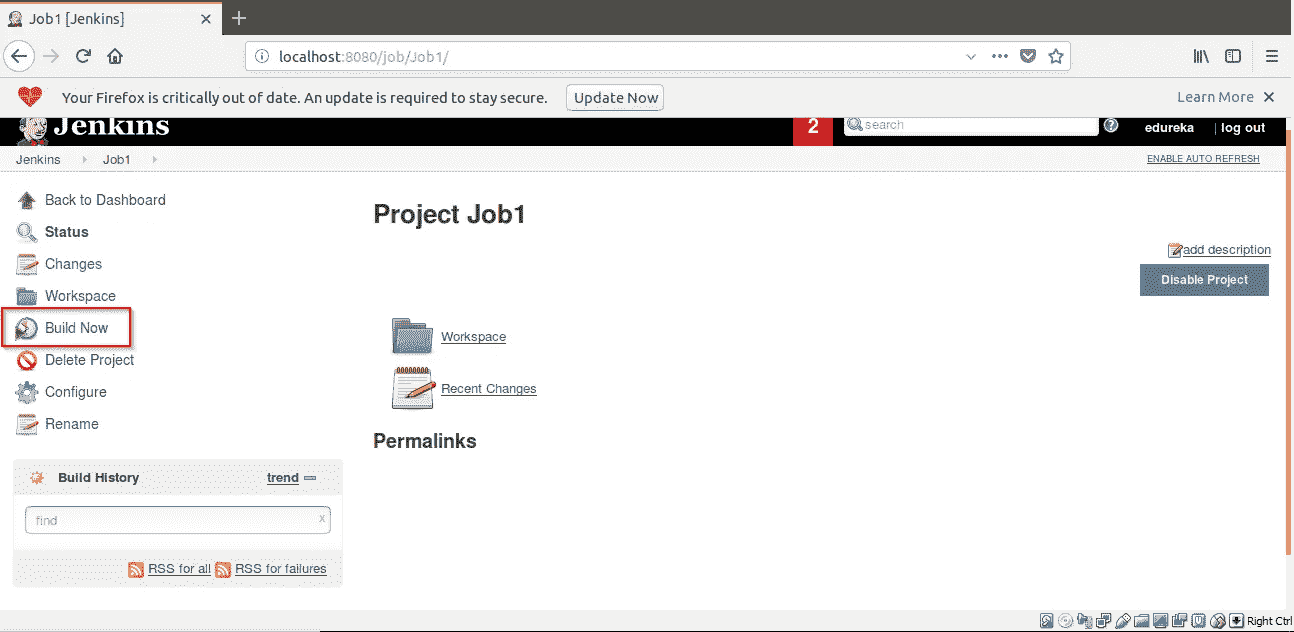 Job1 [Jenkins]
localhost:8080/job/Job1/
Your Firefox is critically out of date. An update is required to stay secure.
Update Now
Learn More
Jenkins
2
search
edureka
| log out
Jenkins
Job1
ENABLE AUTO REFRESH
Back to Dashboard
Status
Changes
Workspace
Build Now
Delete Project
Configure
Rename
Project Job1
add description
Disable Project
Workspace
Recent Changes
Permalinks
Build History
trend
find
x
RSS for all
RSS for failures
Right Ctrl